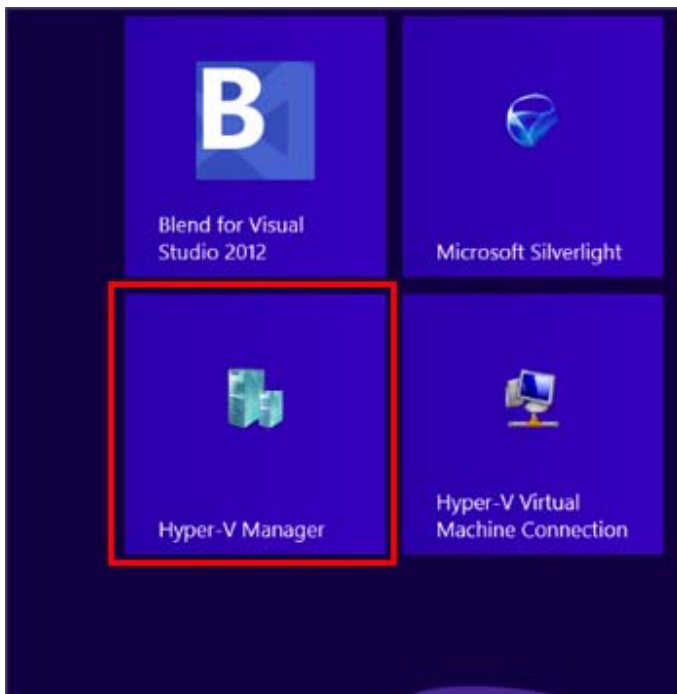 B
Blend for Visual
Studio 2012
Microsoft Silverlight
Hyper-V Manager
Hyper-V Virtual
Machine Connection